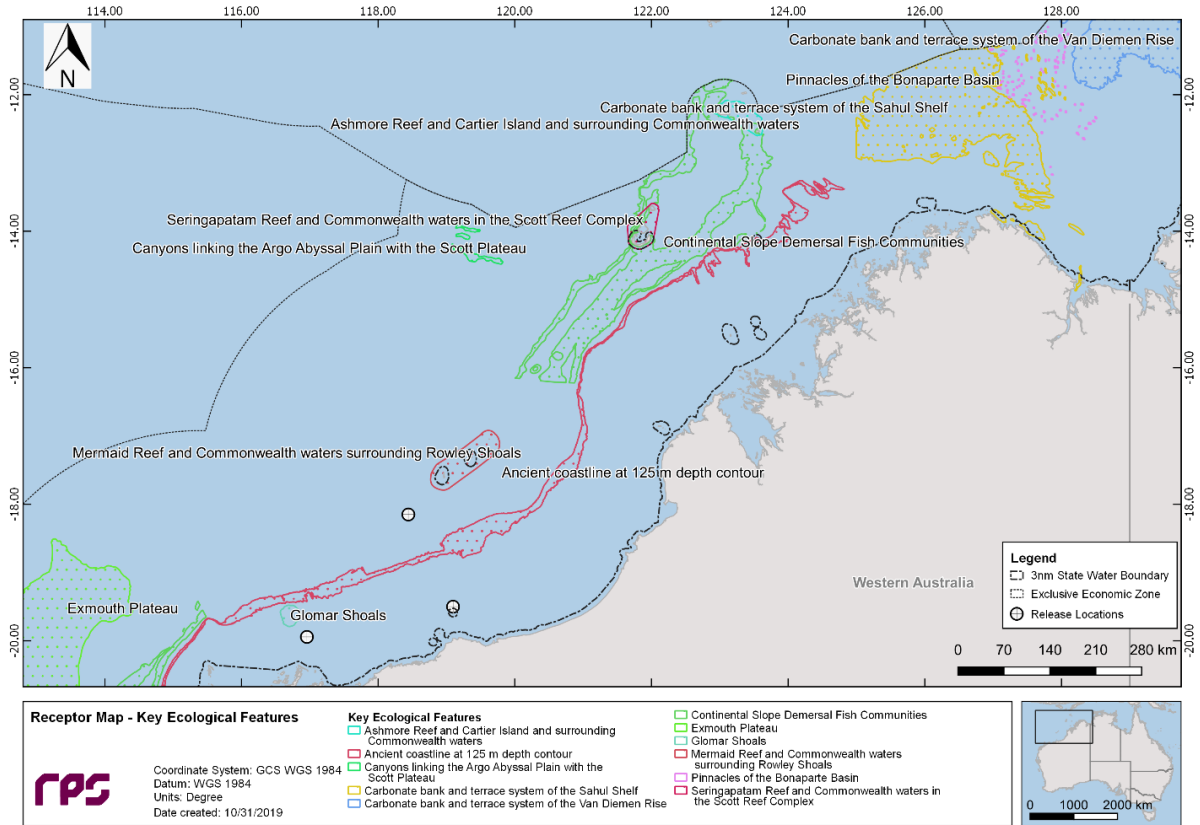 114.00
116.00
118.00
120.00
122.00
124.00
126.00
128.00
N
Carbonate bank and terrace system of the Van Diemen Rise
Pinnacles of the Bonaparte Basin
Carbonate bank and terrace system of the Sahul Shelf
Ashmore Reef and Cartier Island and surrounding Commonwealth waters
-12.00
-12.00
Seringapatam Reef and Commonwealth waters in the Scott Reef Complex
-14.00
-14.00
Canyons linking the Argo Abyssal Plain with the Scott Plateau
Continental Slope Demersal Fish Communities
-16.00
-16.00
Mermaid Reef and Commonwealth waters surrounding Rowley Shoals
Ancient coastline at 125 m depth contour
-18.00
-18.00
Legend
3nm State Water Boundary
Exclusive Economic Zone
Release Locations
Western Australia
Exmouth Plateau
Glomar Shoals
-20.00
-20.00
0 70 140 210 280 km
Receptor Map - Key Ecological Features
rps
Coordinate System: GCS WGS 1984
Datum: WGS 1984
Units: Degree
Date created: 10/31/2019
Key Ecological Features
Ashmore Reef and Cartier Island and surrounding
Commonwealth waters
Ancient coastline at 125 m depth contour
Canyons linking the Argo Abyssal Plain with the
Scott Plateau
Carbonate bank and terrace system of the Sahul Shelf
Carbonate bank and terrace system of the Van Diemen Rise
Continental Slope Demersal Fish Communities
Exmouth Plateau
Glomar Shoals
Mermaid Reef and Commonwealth waters
surrounding Rowley Shoals
Pinnacles of the Bonaparte Basin
Seringapatam Reef and Commonwealth waters in
the Scott Reef Complex
0 1000 2000 km